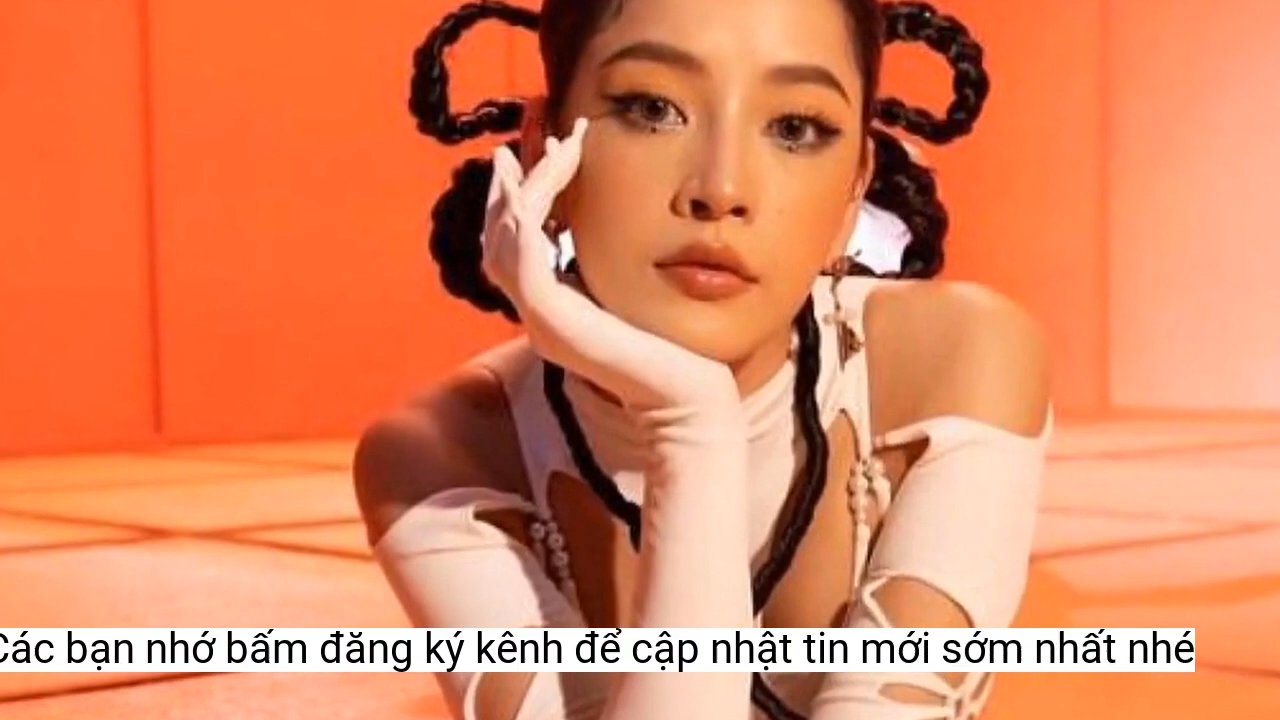 Các bạn nhớ bấm đăng ký kênh để cập nhật tin mới sớm nhất nhé